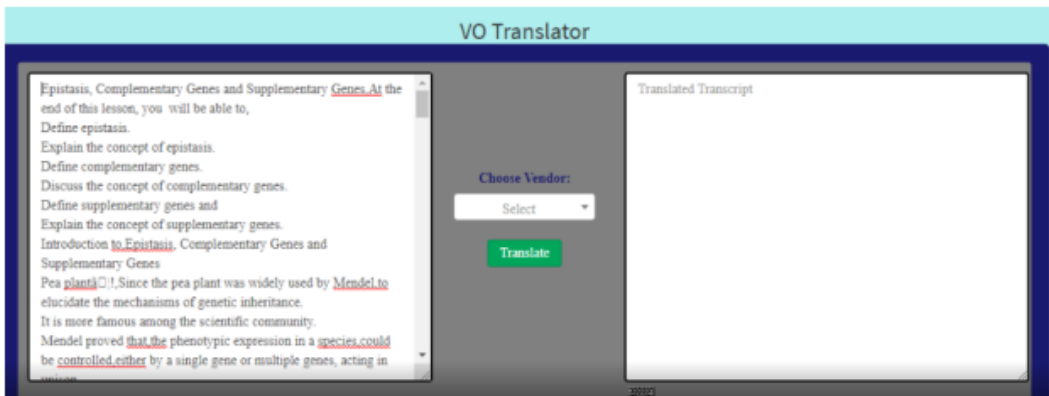 VO Translator
Epistasis, Complementary Genes and Supplementary Genes.At the
end of this lesson, you will be able to,
Define epistasis.
Explain the concept of epistasis.
Define complementary genes.
Discuss the concept of complementary genes.
Define supplementary genes and
Explain the concept of supplementary genes.
Introduction to.Epistasis, Complementary Genes and
Supplementary Genes
Pea plantâ□¦!,Since the pea plant was widely used by Mendel.to
elucidate the mechanisms of genetic inheritance.
It is more famous among the scientific community.
Mendel proved that,the phenotypic expression in a species,could
be controlled,either by a single gene or multiple genes, acting in
unison
Choose Vendor:
Select
Translate
Translated Transcript